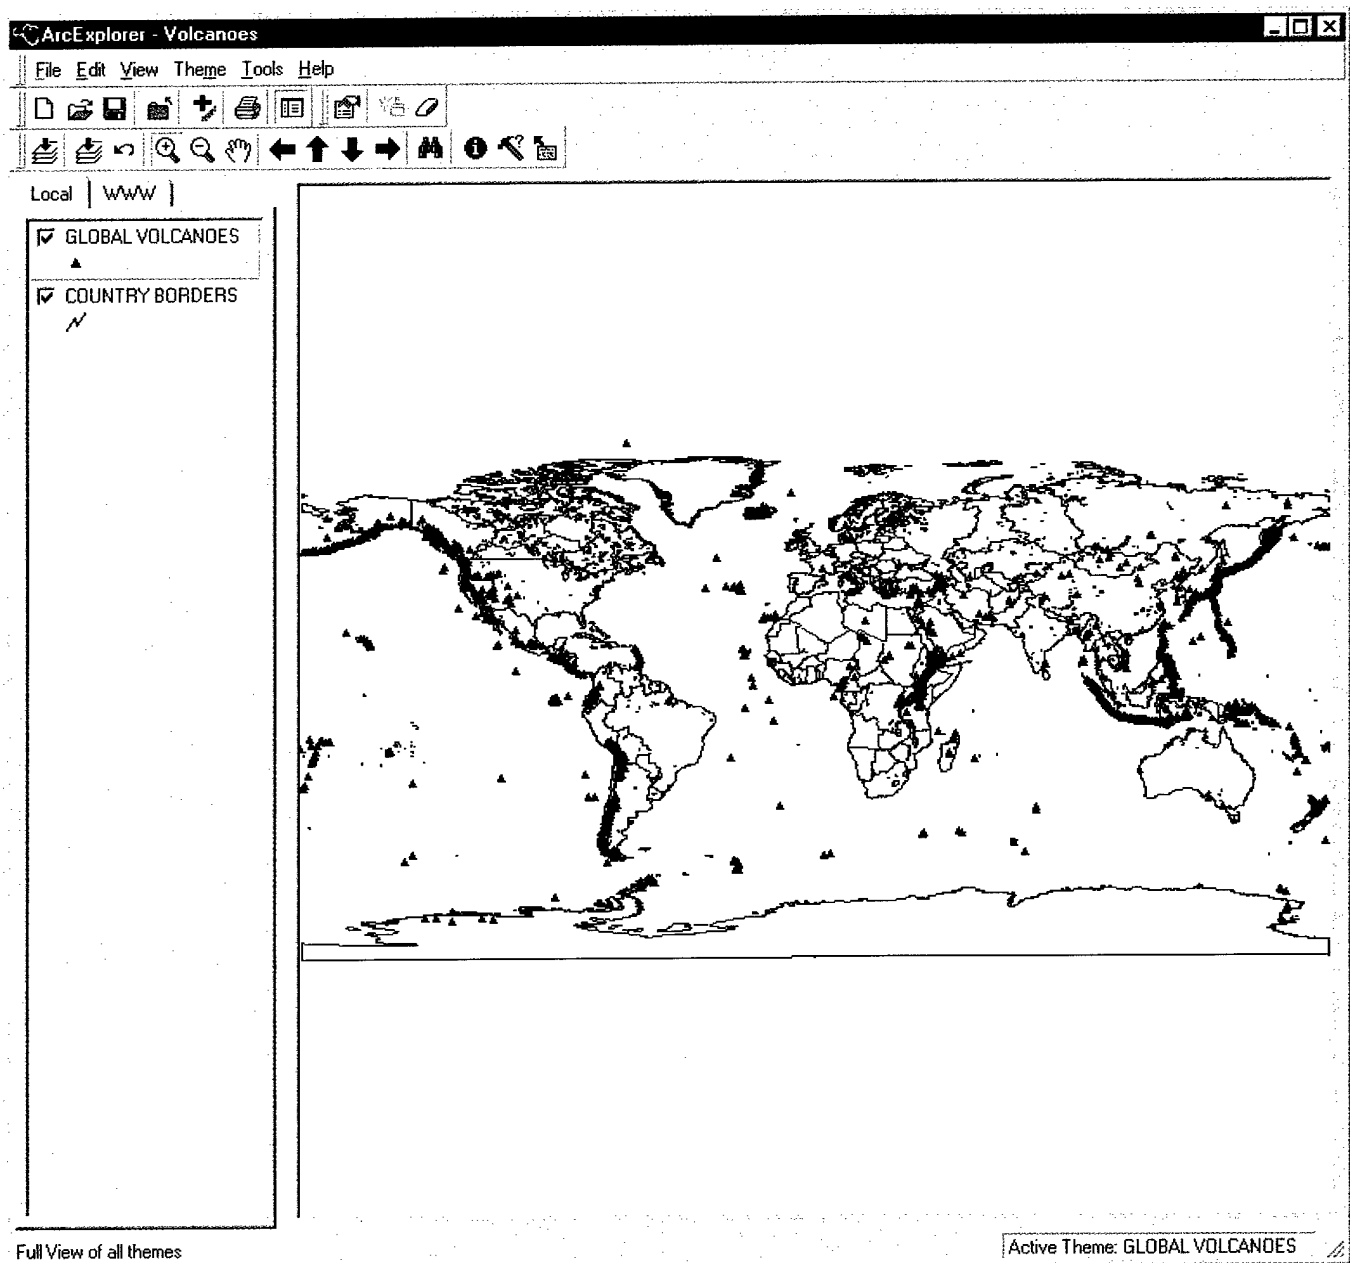 ArcExplorer - Volcanoes
File Edit View Theme Tools Help
Local WWW
GLOBAL VOLCANOES
COUNTRY BORDERS
Full View of all themes
Active Theme: GLOBAL VOLCANOES